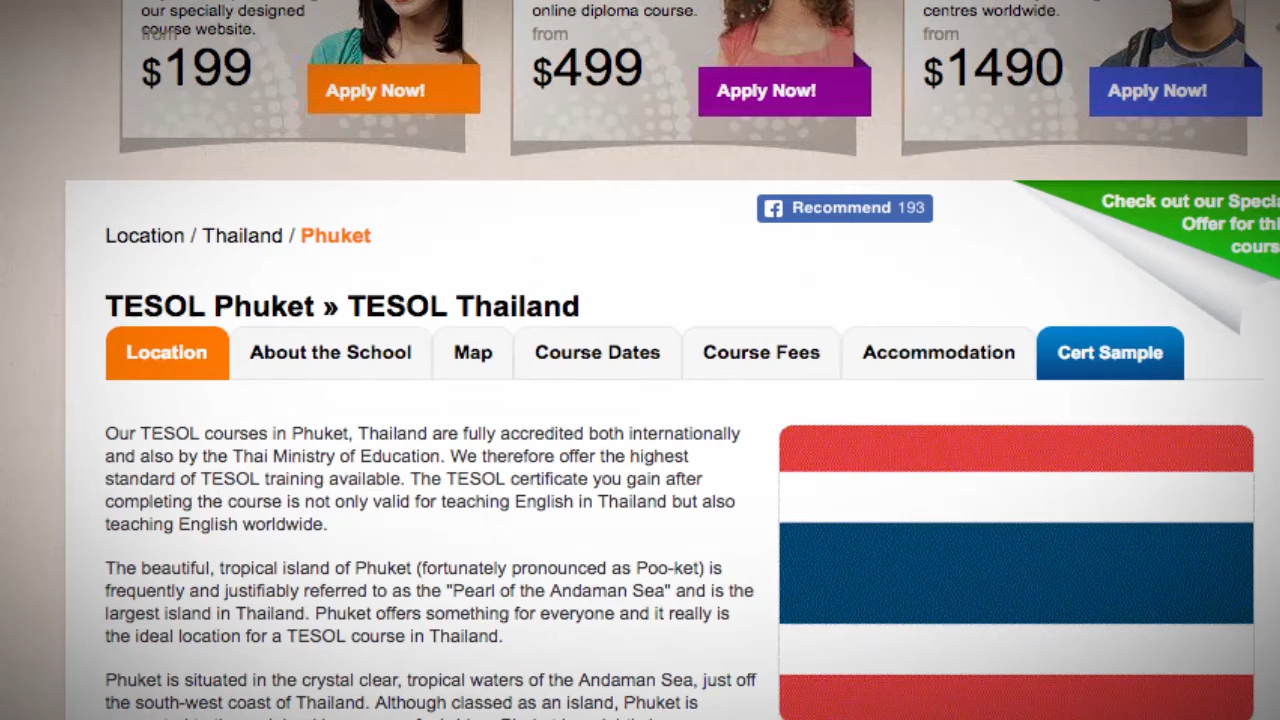 our specially designed
course website.
from
$199
Apply Now!
online diploma course.
from
$499
Apply Now!
centres worldwide.
from
$1490
Apply Now!
Recommend 193
Check out our Specia
Offer for thi
cours
Location / Thailand / Phuket
TESOL Phuket » TESOL Thailand
Location About the School Map Course Dates Course Fees Accommodation Cert Sample
Our TESOL courses in Phuket, Thailand are fully accredited both internationally
and also by the Thai Ministry of Education. We therefore offer the highest
standard of TESOL training available. The TESOL certificate you gain after
completing the course is not only valid for teaching English in Thailand but also
teaching English worldwide.
The beautiful, tropical island of Phuket (fortunately pronounced as Poo-ket) is
frequently and justifiably referred to as the "Pearl of the Andaman Sea" and is the
largest island in Thailand. Phuket offers something for everyone and it really is
the ideal location for a TESOL course in Thailand.
Phuket is situated in the crystal clear, tropical waters of the Andaman Sea, just off
the south-west coast of Thailand. Although classed as an island, Phuket is